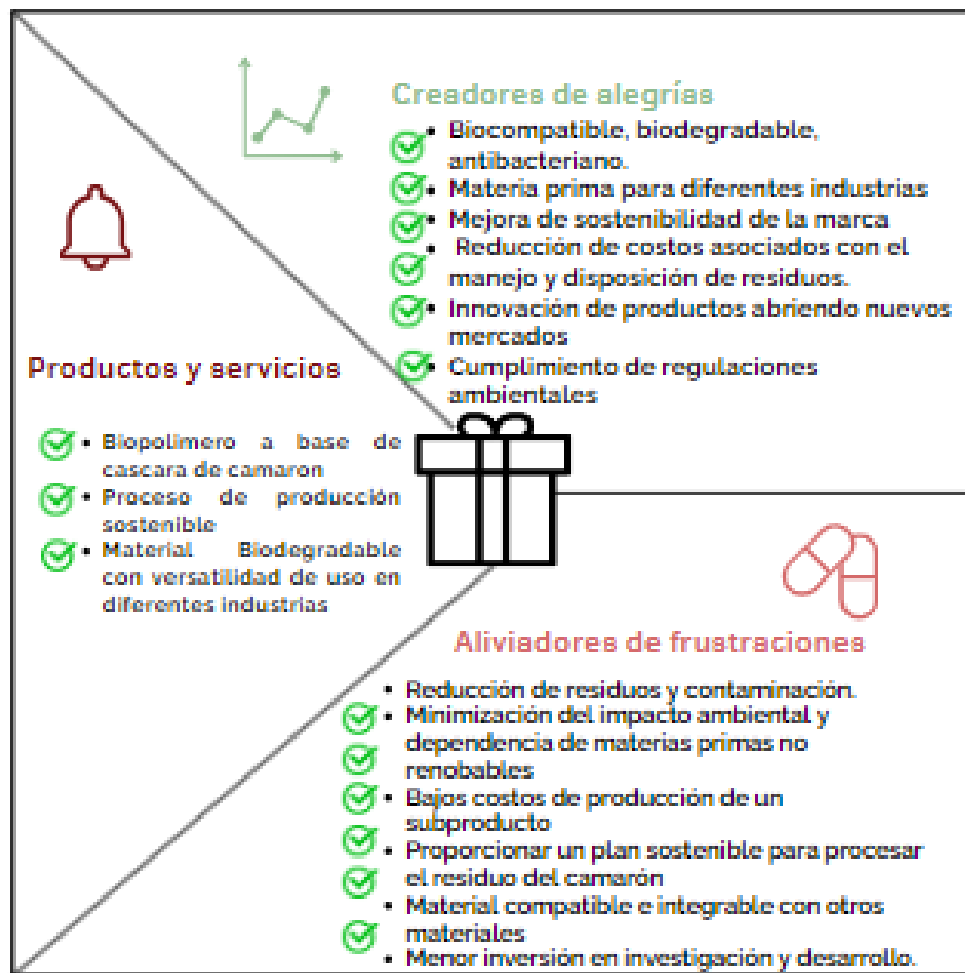 Creadores de alegrías
• Biocompatible, biodegradable,
antibacteriano.
• Materia prima para diferentes industrias
• Mejora de sostenibilidad de la marca
• Reducción de costos asociados con el
manejo y disposición de residuos.
• Innovación de productos abriendo nuevos
mercados
• Cumplimiento de regulaciones
ambientales
Productos y servicios
• Biopolimero a base de
cascara de camaron
• Proceso de producción
sostenible
• Material Biodegradable
con versatilidad de uso en
diferentes industrias
Aliviadores de frustraciones
• Reducción de residuos y contaminación.
• Minimización del impacto ambiental y
dependencia de materias primas no
renobables
• Bajos costos de producción de un
subproducto
• Proporcionar un plan sostenible para procesar
el residuo del camarón
• Material compatible e integrable con otros
materiales
• Menor inversión en investigación y desarrollo.